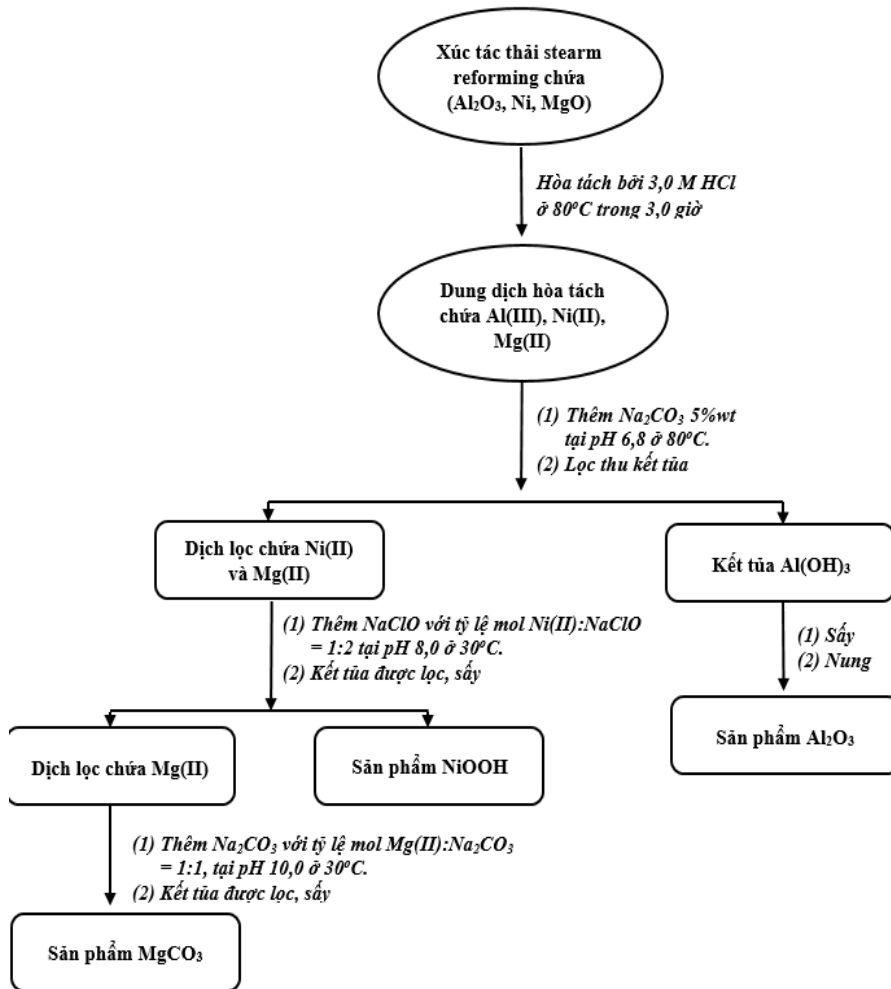 Xúc tác thải stearm
reforming chứa
(Al₂O₃, Ni, MgO)
Hòa tách bởi 3,0 M HCl
ở 80°C trong 3,0 giờ
Dung dịch hòa tách
chứa Al(III), Ni(II),
Mg(II)
(1) Thêm Na₂CO₃ 5%wt
tại pH 6,8 ở 80°C.
(2) Lọc thu kết tủa
Dịch lọc chứa Ni(II)
và Mg(II)
Kết tủa Al(OH)₃
(1) Thêm NaClO với tỷ lệ mol Ni(II):NaClO
= 1:2 tại pH 8,0 ở 30°C.
(2) Kết tủa được lọc, sấy
(1) Sấy
(2) Nung
Dịch lọc chứa Mg(II)
Sản phẩm NiOOH
Sản phẩm Al₂O₃
(1) Thêm Na₂CO₃ với tỷ lệ mol Mg(II):Na₂CO₃
= 1:1, tại pH 10,0 ở 30°C.
(2) Kết tủa được lọc, sấy
Sản phẩm MgCO₃